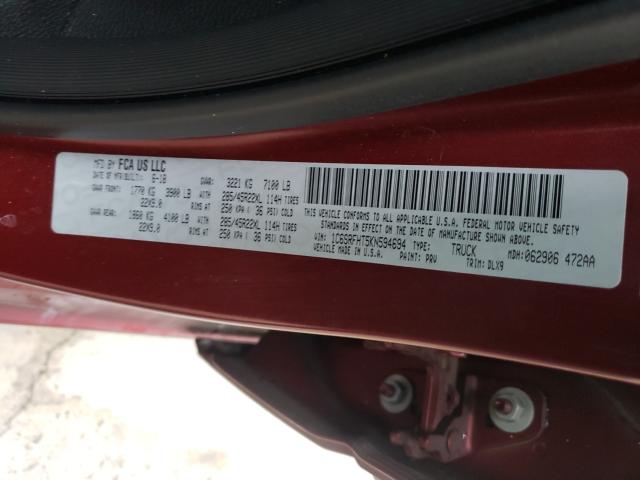 MFD BY FCA US LLC
DATE OF MFR/BUILT: 6-18 GVWR: 3221 KG 7100 LB
GAWR FRONT: 1770 KG 3900 LB WITH 285/45R22XL 114H TIRES
22X9.0 RIMS AT 250 KPA ( 36 PSI) COLD
GAWR REAR: 1860 KG 4100 LB WITH 285/45R22XL 114H TIRES
22X9.0 RIMS AT 250 KPA ( 36 PSI) COLD
THIS VEHICLE CONFORMS TO ALL APPLICABLE U.S.A. FEDERAL MOTOR VEHICLE SAFETY
STANDARDS IN EFFECT ON THE DATE OF MANUFACTURE SHOWN ABOVE.
VIN: 1C6SRFHT5KN594694 TYPE: TRUCK MDH: 062906 472AA
VEHICLE MADE IN U.S.A. PAINT: PRV TRIM: DLX9